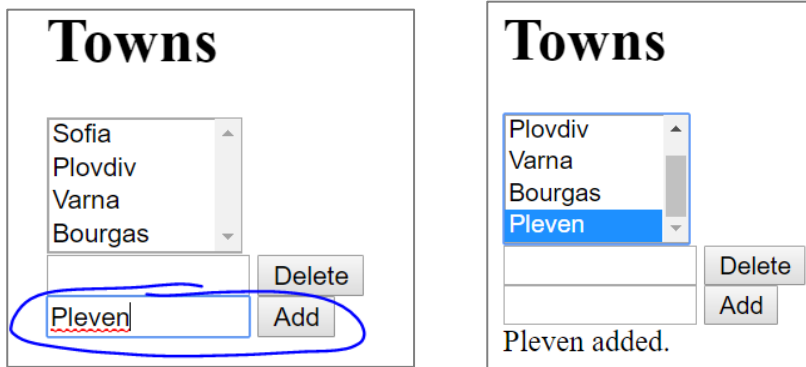 Towns
Sofia
Plovdiv
Varna
Bourgas
Delete
Pleven Add
Towns
Plovdiv
Varna
Bourgas
Pleven
Delete
Add
Pleven added.